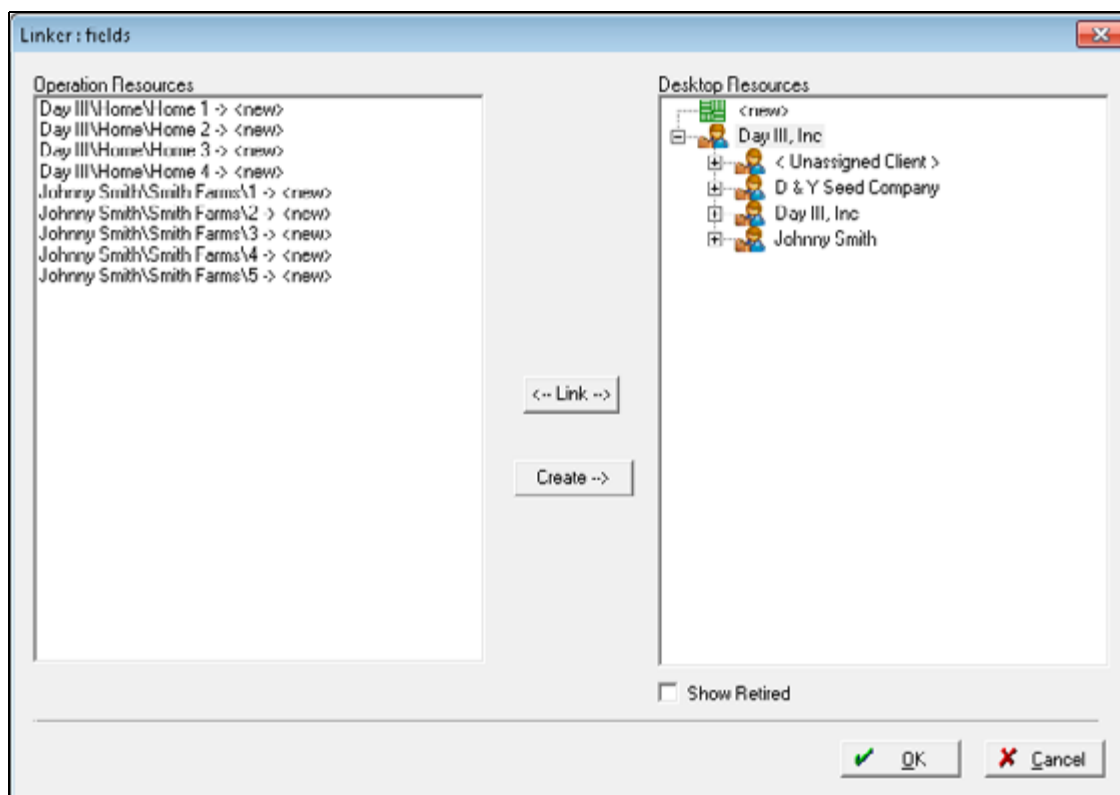 Linker : fields
Operation Resources
Day III\Home\Home 1 -> <new>
Day III\Home\Home 2 -> <new>
Day III\Home\Home 3 -> <new>
Day III\Home\Home 4 -> <new>
Johnny Smith\Smith Farms\1 -> <new>
Johnny Smith\Smith Farms\2 -> <new>
Johnny Smith\Smith Farms\3 -> <new>
Johnny Smith\Smith Farms\4 -> <new>
Johnny Smith\Smith Farms\5 -> <new>
<-- Link -->
Create -->
Desktop Resources
<new>
Day III, Inc
< Unassigned Client >
D & Y Seed Company
Day III, Inc
Johnny Smith
Show Retired
OK
Cancel